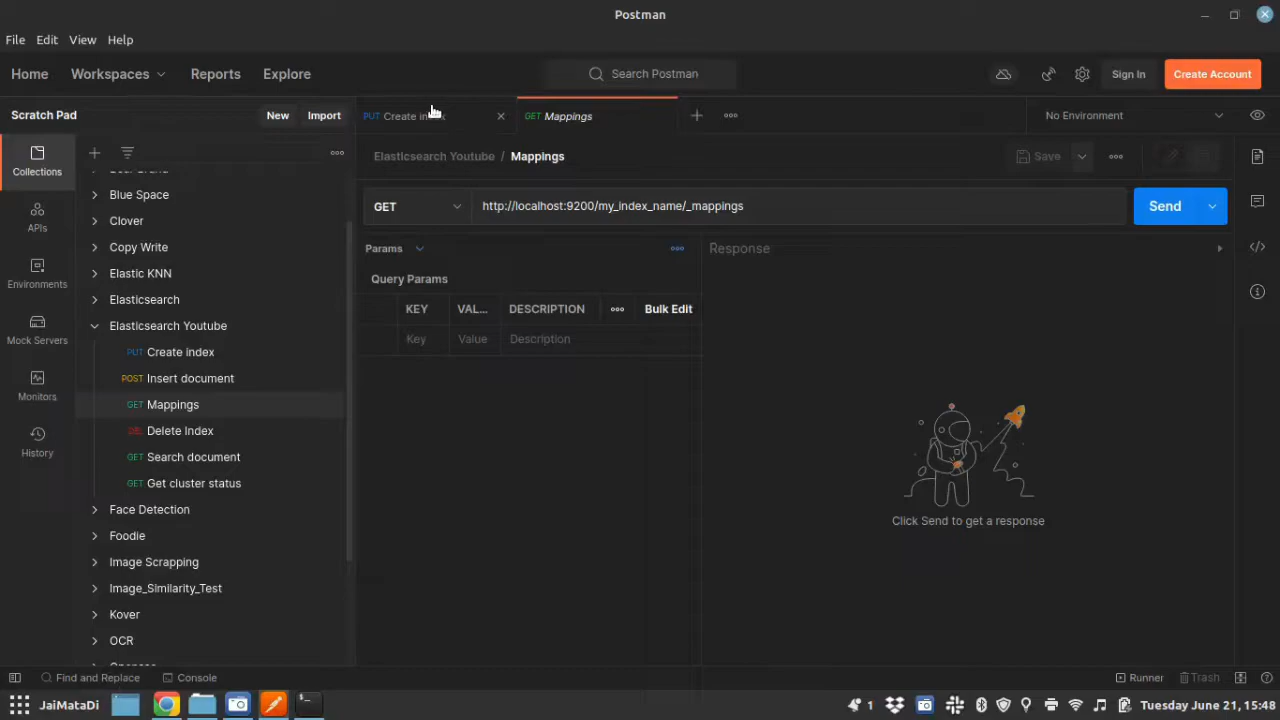 Postman
File Edit View Help
Home Workspaces Reports Explore Search Postman Sign In Create Account
Scratch Pad New Import PUT Create index GET Mappings No Environment
Elasticsearch Youtube / Mappings Save
GET http://localhost:9200/my_index_name/_mappings Send
Params Response
Query Params
KEY VAL... DESCRIPTION Bulk Edit
Key Value Description
Click Send to get a response
Collections
APIs
Environments
Mock Servers
Monitors
History
Blue Space
Clover
Copy Write
Elastic KNN
Elasticsearch
Elasticsearch Youtube
PUT Create index
POST Insert document
GET Mappings
DEL Delete Index
GET Search document
GET Get cluster status
Face Detection
Foodie
Image Scrapping
Image_Similarity_Test
Kover
OCR
Find and Replace Console Runner Trash
JaiMataDi 1 Tuesday June 21, 15:48